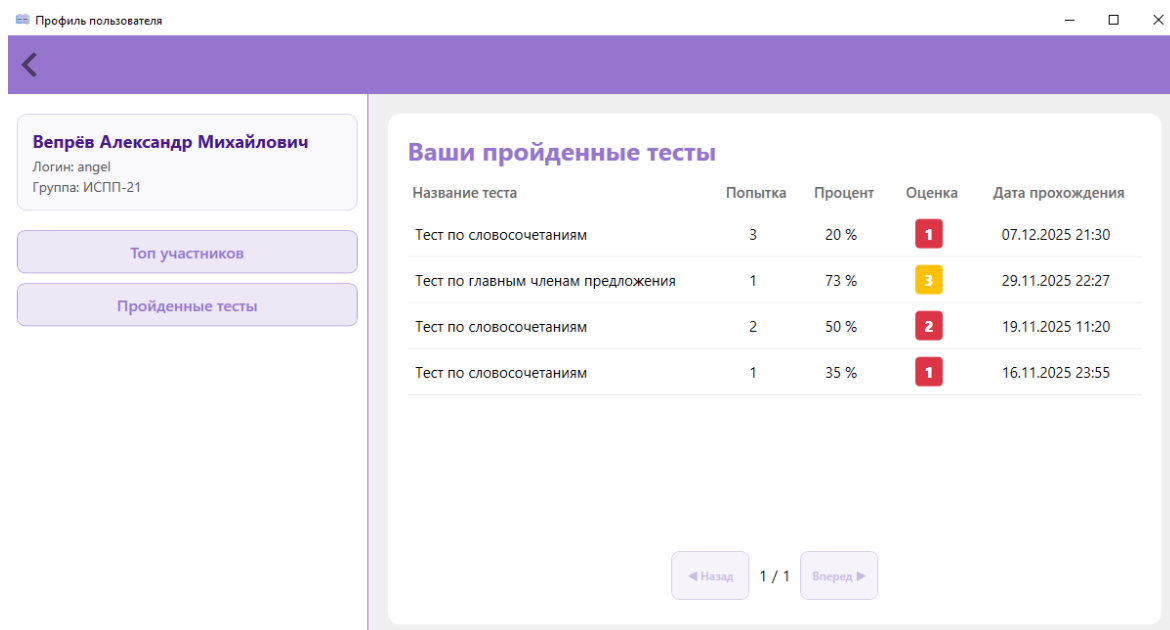 Профиль пользователя
Вепрёв Александр Михайлович
Логин: angel
Группа: ИСПП-21
Топ участников
Пройденные тесты
Ваши пройденные тесты
Название теста Попытка Процент Оценка Дата прохождения
Тест по словосочетаниям 3 20 % 1 07.12.2025 21:30
Тест по главным членам предложения 1 73 % 3 29.11.2025 22:27
Тест по словосочетаниям 2 50 % 2 19.11.2025 11:20
Тест по словосочетаниям 1 35 % 1 16.11.2025 23:55
◀ Назад 1 / 1 Вперед ▶